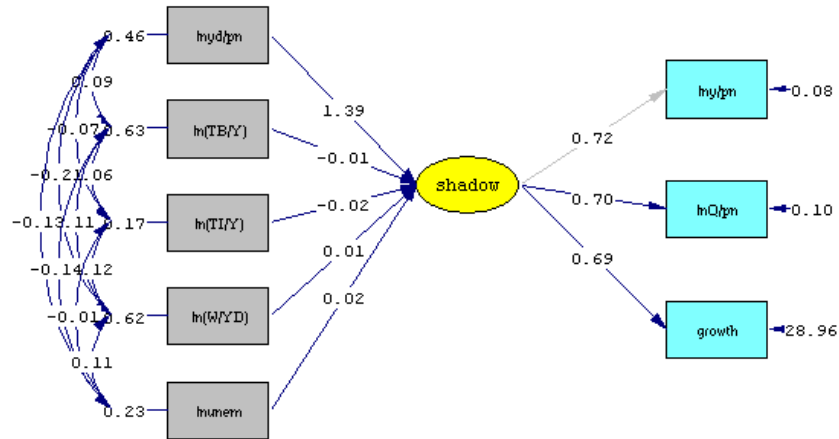 0.46 lnyd/pn
0.09
lny/pn 0.08
1.39
-0.07 0.63 ln(TB/Y)
0.72
-0.01
-0.21.06
shadow
0.70
lnQ/pn 0.10
-0.02
-0.13.11 0.17 ln(TI/Y)
0.01
0.69
-0.14.12
0.02
-0.01 0.62 ln(W/YD)
growth 28.96
0.11
0.23 lnunem